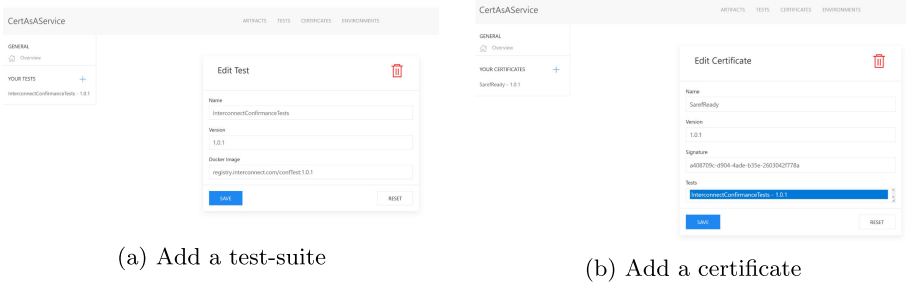 CertAsAService
ARTIFACTS TESTS CERTIFICATES ENVIRONMENTS
GENERAL
Overview
YOUR TESTS +
InterconnectConfirmanceTests - 1.0.1
Edit Test
Name
InterconnectConfirmanceTests
Version
1.0.1
Docker Image
registry.interconnect.com/confTest:1.0.1
SAVE RESET
(a) Add a test-suite
CertAsAService
ARTIFACTS TESTS CERTIFICATES ENVIRONMENTS
GENERAL
Overview
YOUR CERTIFICATES +
SarefReady - 1.0.1
Edit Certificate
Name
SarefReady
Version
1.0.1
Signature
a408709c-d904-4ade-b35e-2603042f778a
Tests
InterconnectConfirmanceTests - 1.0.1
SAVE RESET
(b) Add a certificate